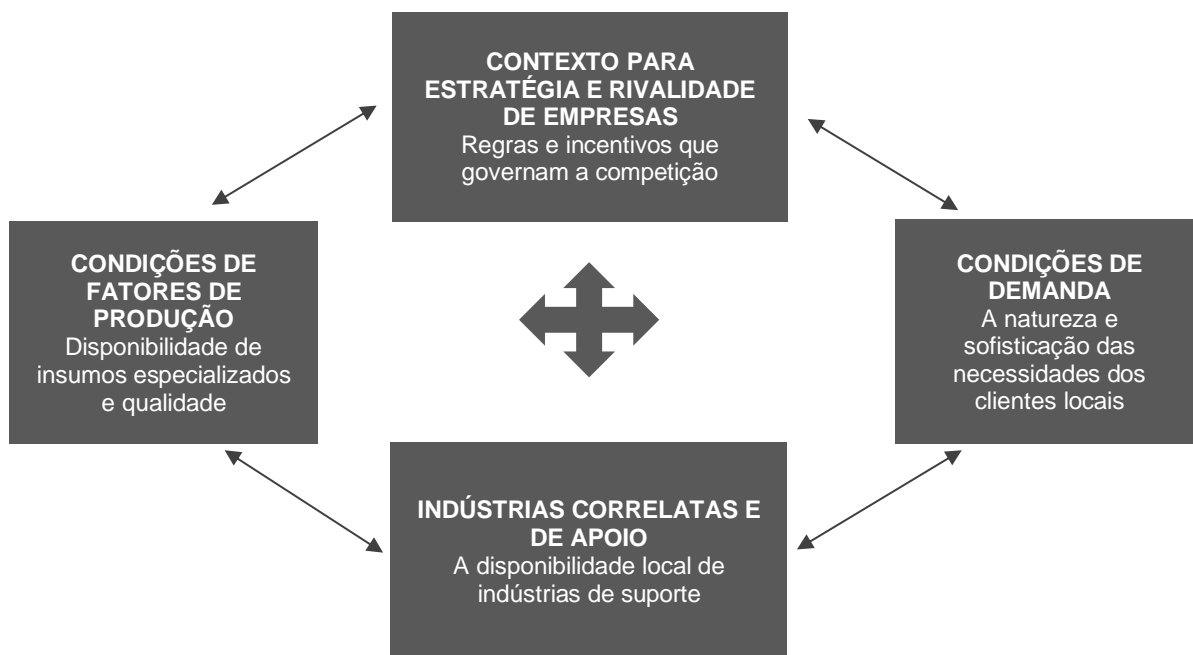 CONTEXTO PARA
ESTRATÉGIA E RIVALIDADE
DE EMPRESAS
Regras e incentivos que
governam a competição
CONDIÇÕES DE
FATORES DE
PRODUÇÃO
Disponibilidade de
insumos especializados
e qualidade
CONDIÇÕES DE
DEMANDA
A natureza e
sofisticação das
necessidades dos
clientes locais
INDÚSTRIAS CORRELATAS E
DE APOIO
A disponibilidade local de
indústrias de suporte